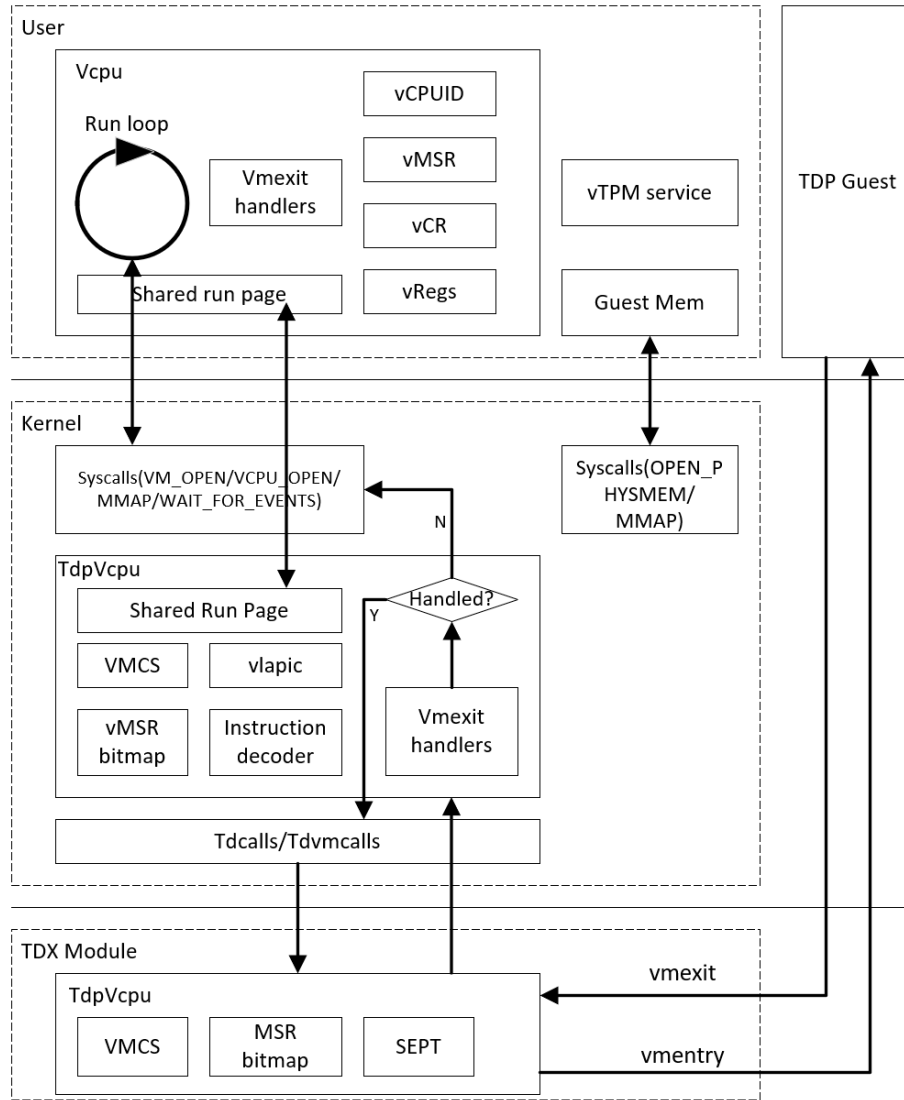 User
Vcpu
Run loop
Vmexit
handlers
Shared run page
vCPUID
vMSR
vCR
vRegs
vTPM service
Guest Mem
TDP Guest
Kernel
Syscalls(VM_OPEN/VCPU_OPEN/
MMAP/WAIT_FOR_EVENTS)
Syscalls(OPEN_P
HYSMEM/
MMAP)
N
TdpVcpu
Shared Run Page
Handled?
Y
VMCS
vlapic
vMSR
bitmap
Instruction
decoder
Vmexit
handlers
Tdcalls/Tdvmcalls
TDX Module
TdpVcpu
VMCS
MSR
bitmap
SEPT
vmexit
vmentry